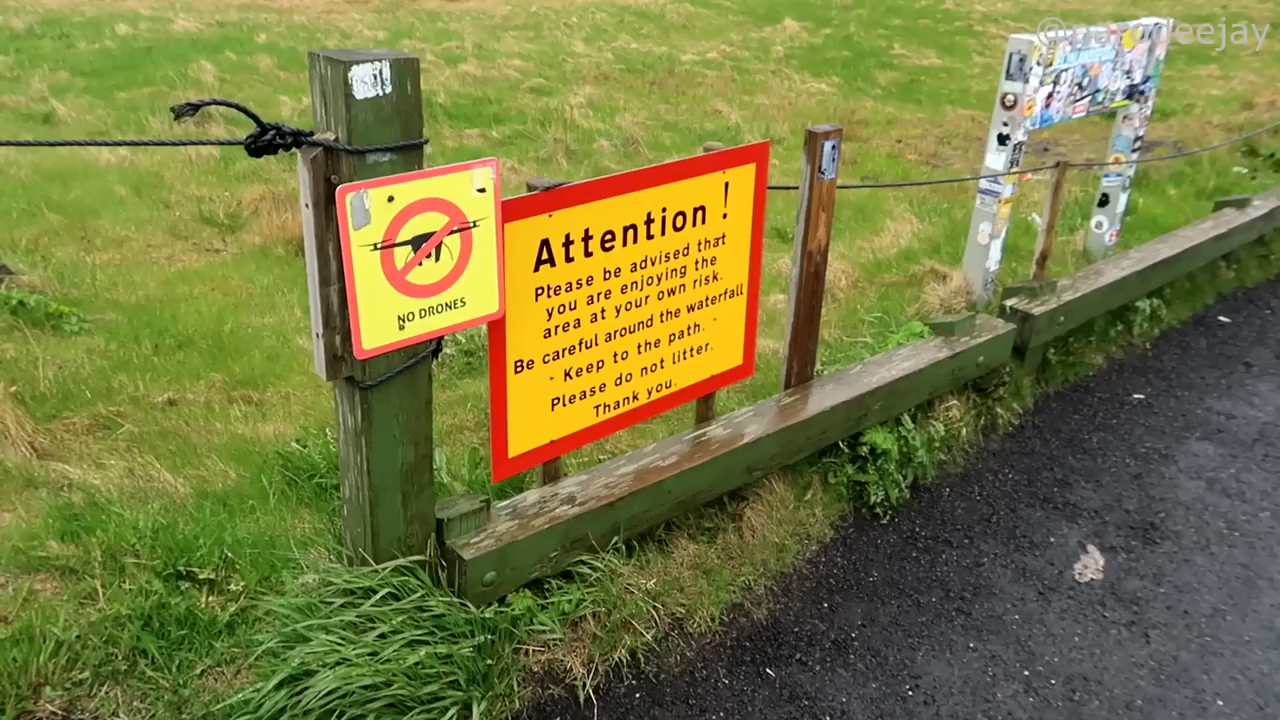 NO DRONES
Attention!
Please be advised that
you are enjoying the
area at your own risk.
Be careful around the waterfall
Keep to the path.
Please do not litter.
Thank you.